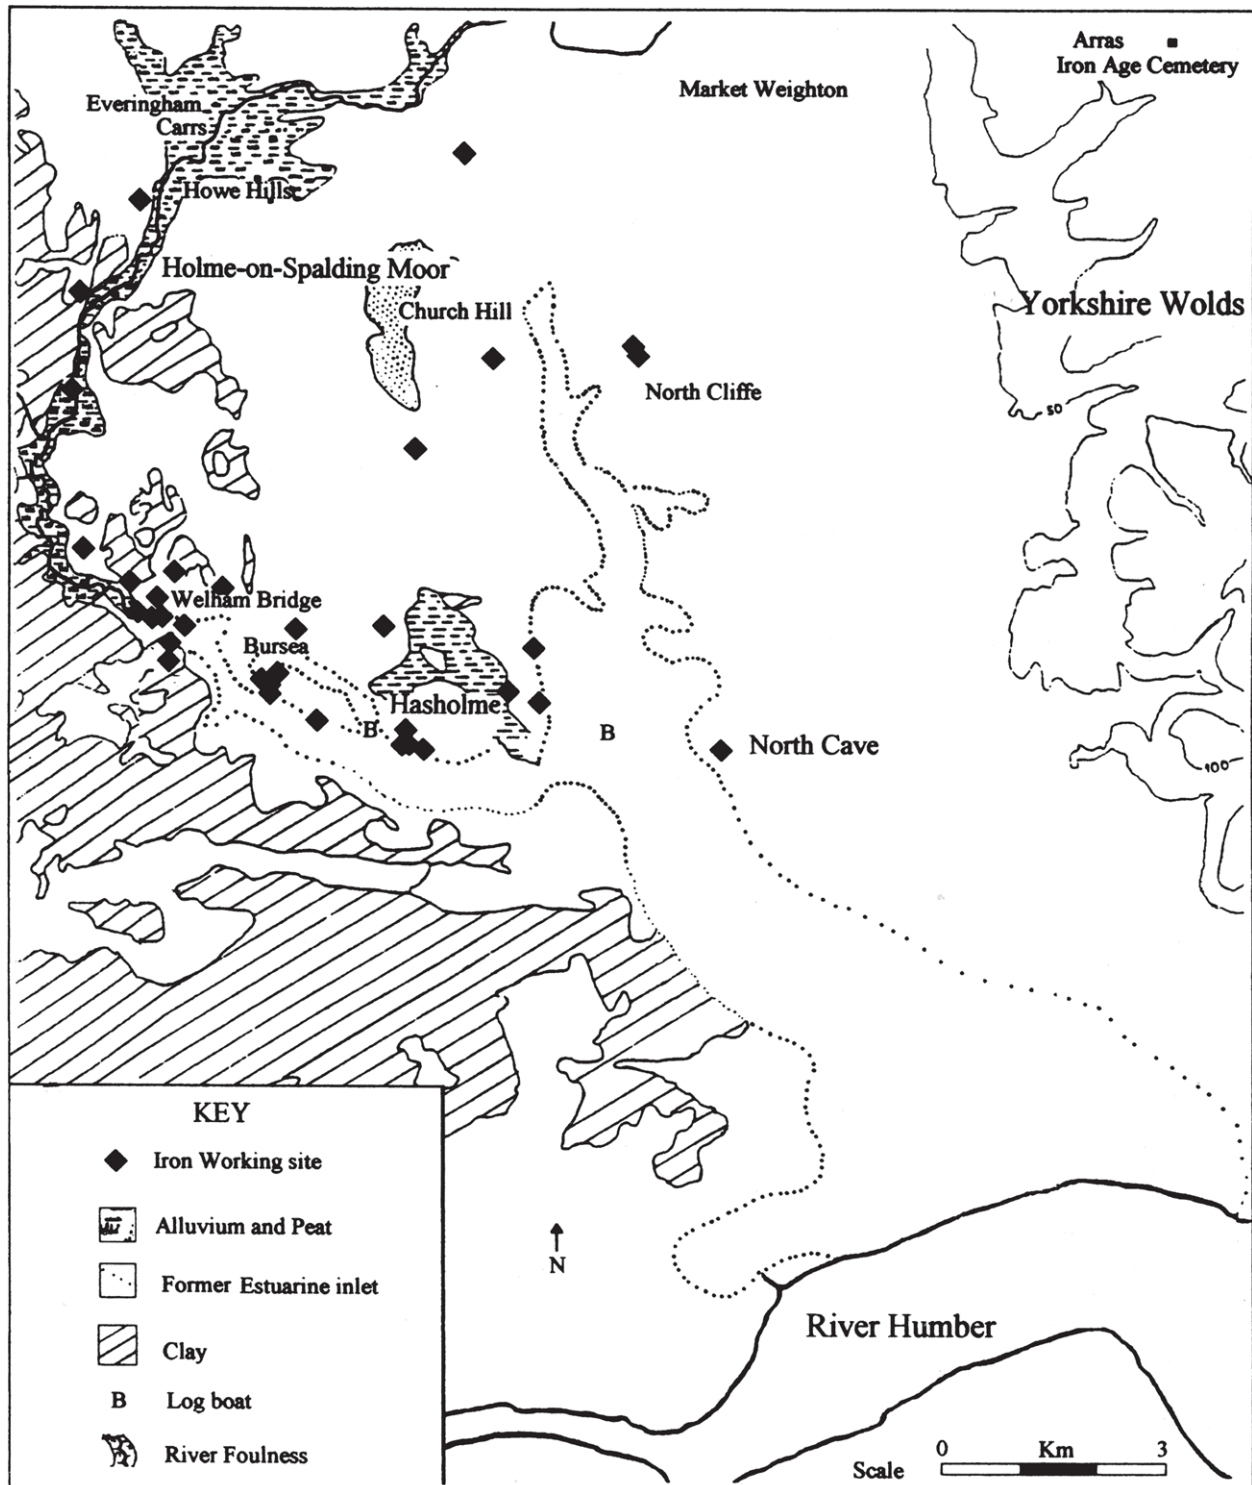 Arras
Iron Age Cemetery
Market Weighton
Everingham
Carrs
Howe Hills
Holme-on-Spalding Moor
Church Hill
Yorkshire Wolds
North Cliffe
50
Welham Bridge
Bursea
Hasholme
B
B
North Cave
100
KEY
Iron Working site
Alluvium and Peat
Former Estuarine inlet
Clay
B Log boat
River Foulness
N
River Humber
0 Km 3
Scale